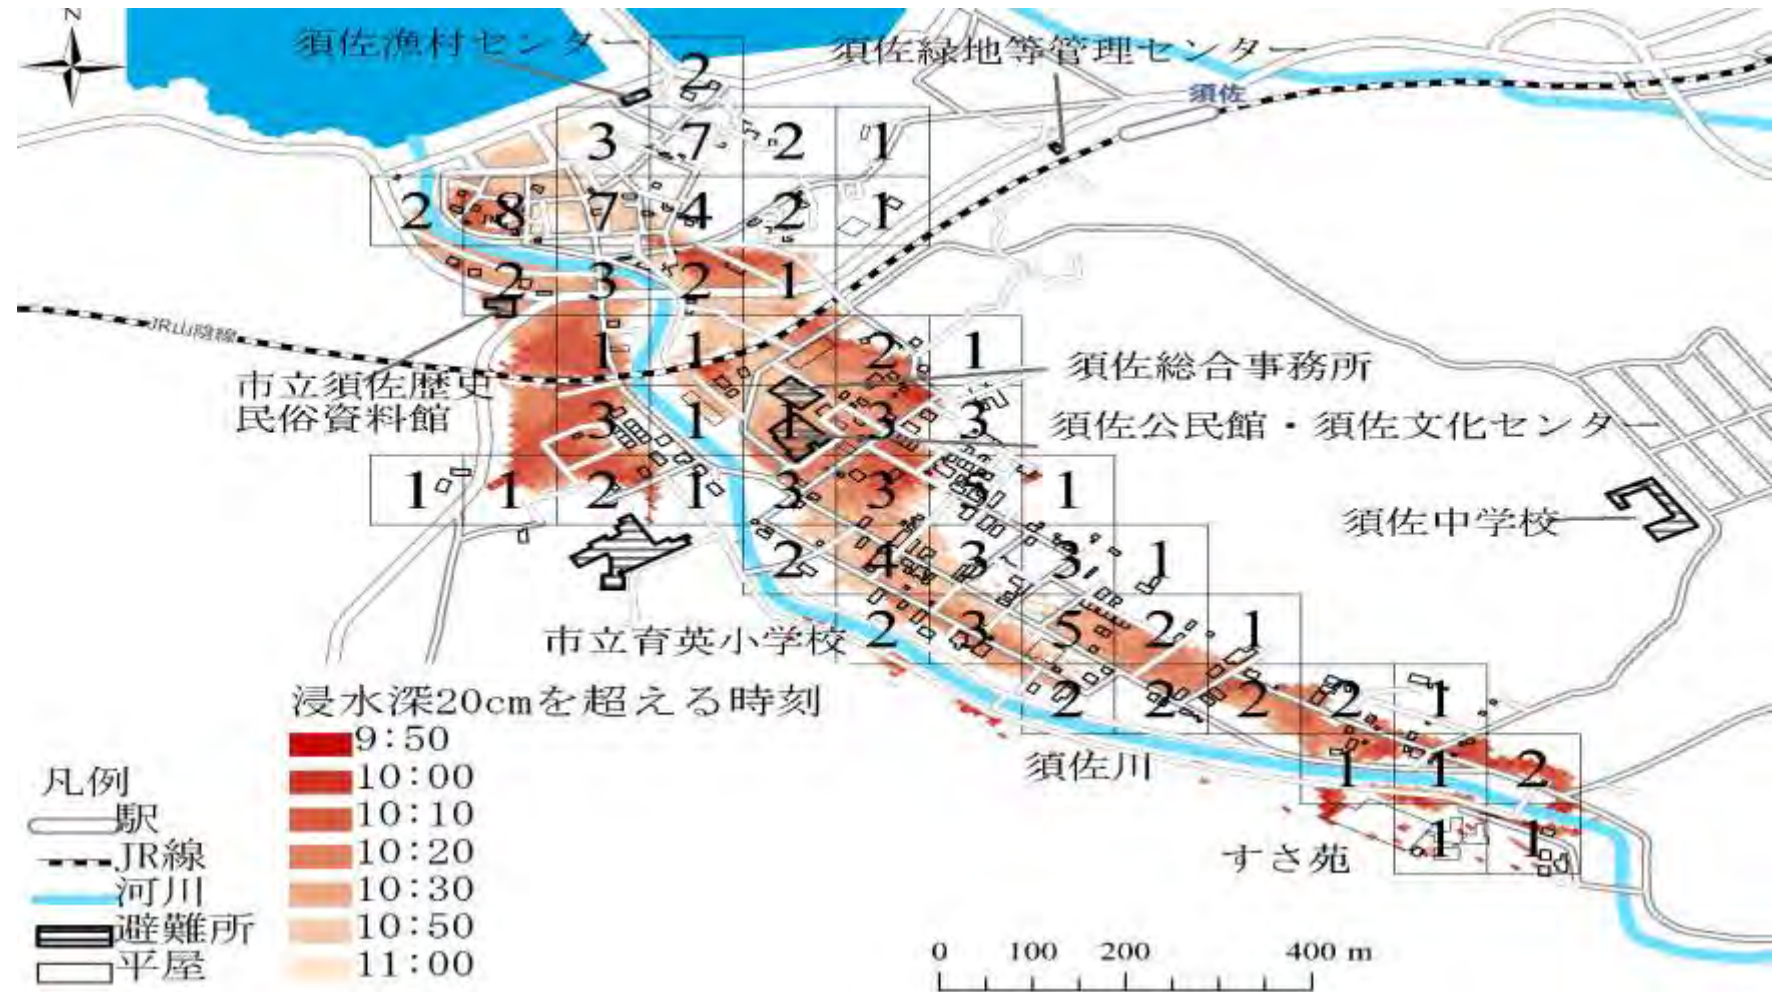 N
須佐漁村センター
須佐緑地等管理センター
須佐
2
3 7 2 1
2 8 7 4 2 1
2 3 2 1
JR山陰線
1 1 2 1
市立須佐歴史
民俗資料館
須佐総合事務所
3 1 1 3 3
須佐公民館・須佐文化センター
1 1 2 1 3 3 5 1
須佐中学校
2 4 3 3 1
市立育英小学校
2 3 5 2 1
2 2 2 2 1
須佐川
1 1 2
すさ苑
1 1
浸水深20cmを超える時刻
9:50
10:00
10:10
10:20
10:30
10:50
11:00
凡例
駅
JR線
河川
避難所
平屋
0 100 200 400 m